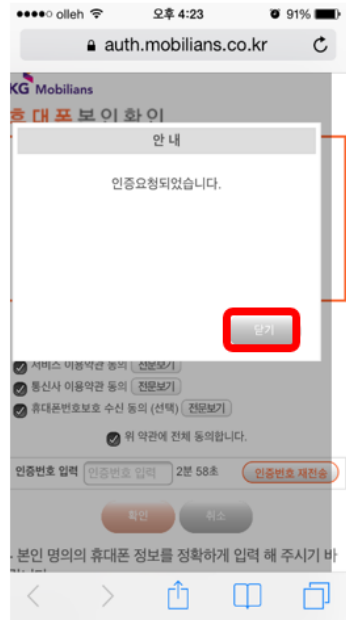 olleh 오후 4:23 91%
auth.mobilians.co.kr
KG Mobilians
휴대폰본인확인
안 내
인증요청되었습니다.
닫기
서비스 이용약관 동의 전문보기
통신사 이용약관 동의 전문보기
휴대폰번호보호 수신 동의 (선택) 전문보기
위 약관에 전체 동의합니다.
인증번호 입력 인증번호 입력 2분 58초 인증번호 재전송
확인 취소
· 본인 명의의 휴대폰 정보를 정확하게 입력 해 주시기 바